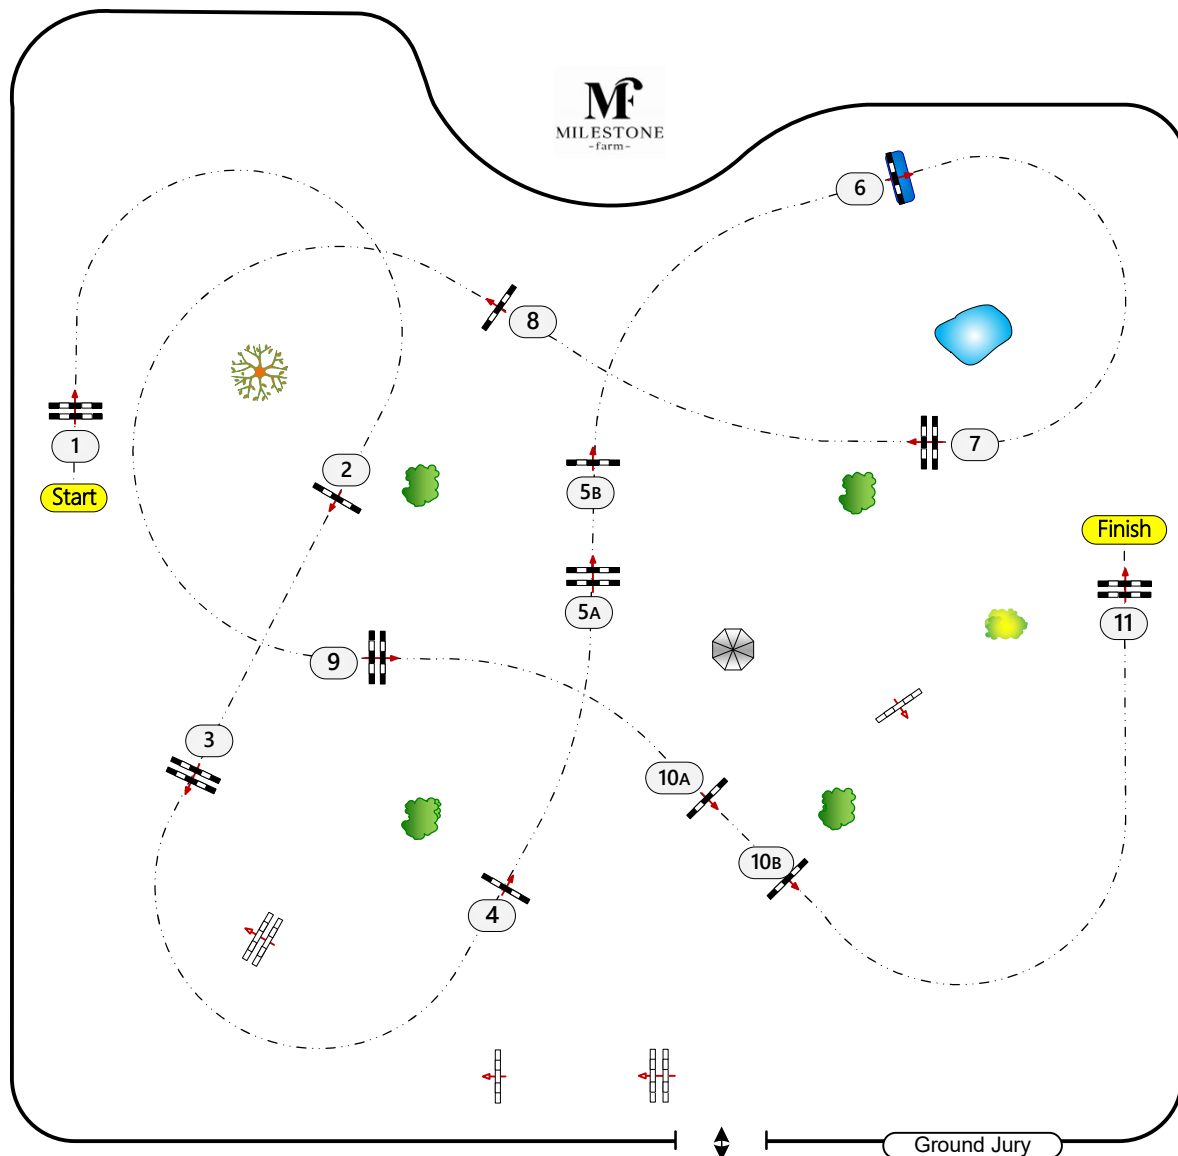 MF
MILESTONE
-farm-
6
8
1
Start
2
5B
7
Finish
5A
11
9
3
10A
10B
4
Ground Jury